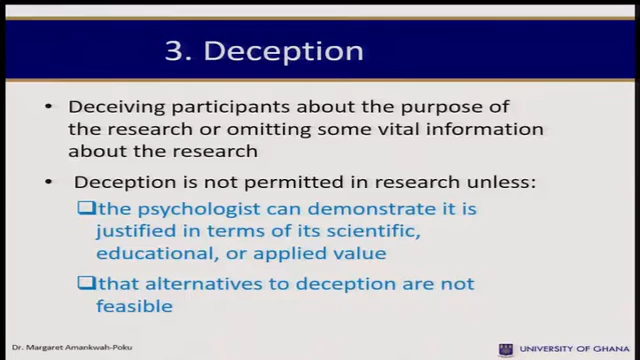 3. Deception
• Deceiving participants about the purpose of
the research or omitting some vital information
about the research
• Deception is not permitted in research unless:
❑the psychologist can demonstrate it is
justified in terms of its scientific,
educational, or applied value
❑that alternatives to deception are not
feasible
Dr. Margaret Amankwah-Poku
UNIVERSITY OF GHANA